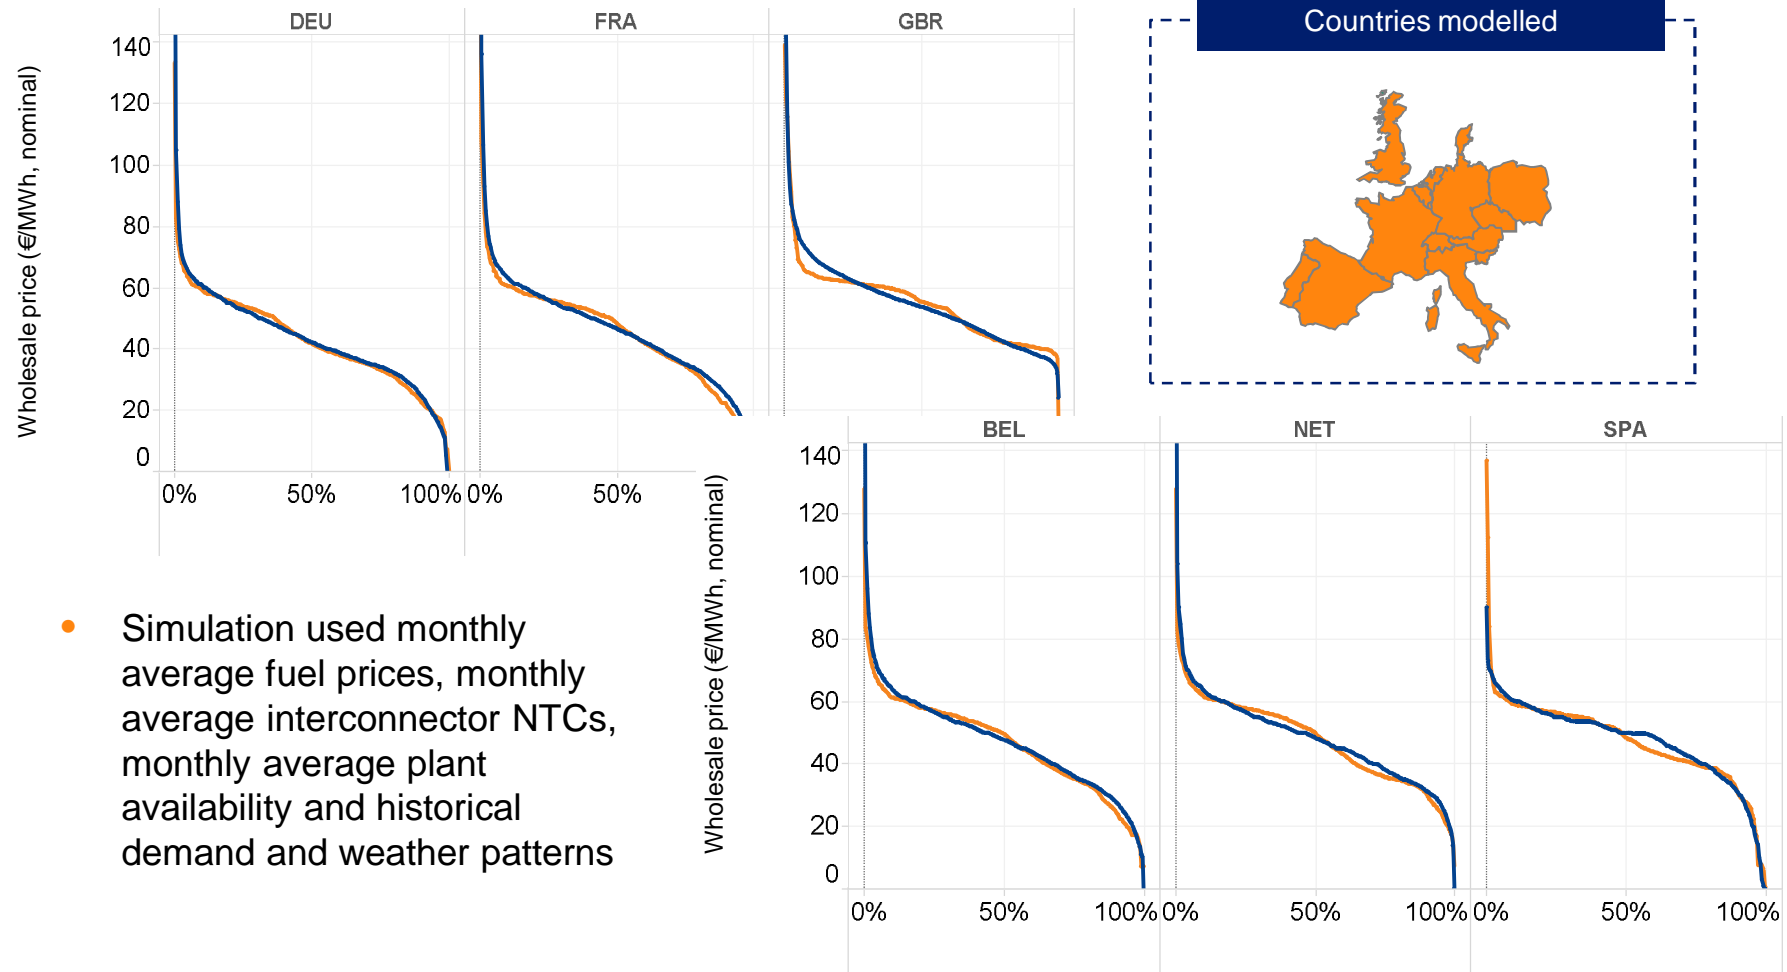 DEU FRA GBR
Countries modelled
Wholesale price (€/MWh, nominal)
140
120
100
80
60
40
20
0
0% 50% 100% 0% 50%
BEL NET SPA
Wholesale price (€/MWh, nominal)
140
120
100
80
60
40
20
0
0% 50% 100% 0% 50% 100% 0% 50% 100%
• Simulation used monthly
average fuel prices, monthly
average interconnector NTCs,
monthly average plant
availability and historical
demand and weather patterns